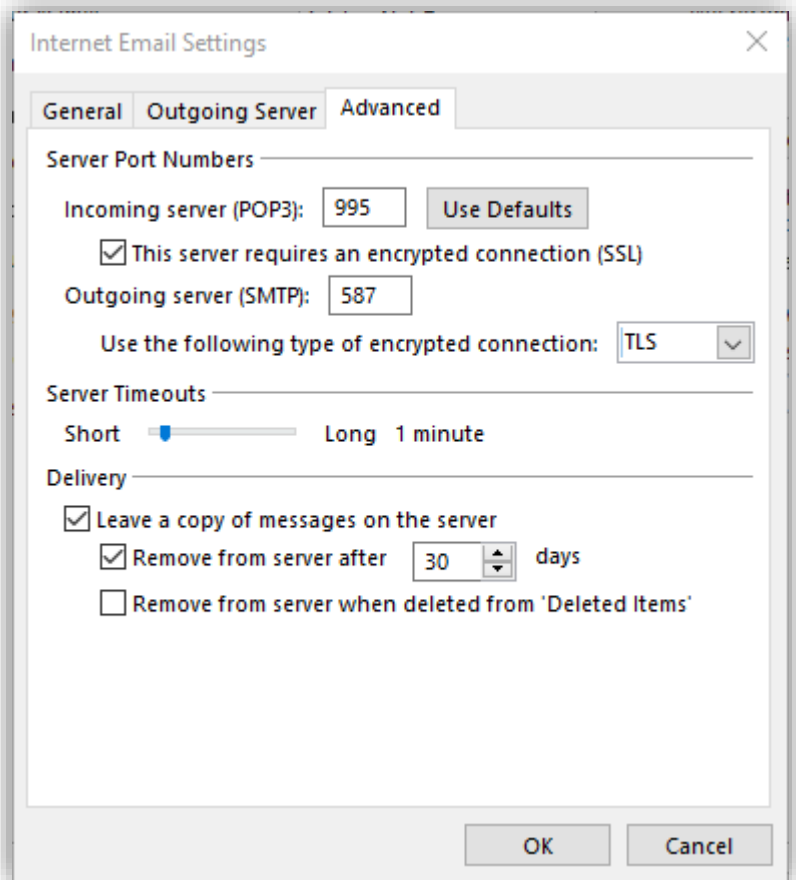 Internet Email Settings
General Outgoing Server Advanced
Server Port Numbers
Incoming server (POP3): 995 Use Defaults
This server requires an encrypted connection (SSL)
Outgoing server (SMTP): 587
Use the following type of encrypted connection: TLS
Server Timeouts
Short Long 1 minute
Delivery
Leave a copy of messages on the server
Remove from server after 30 days
Remove from server when deleted from 'Deleted Items'
OK Cancel